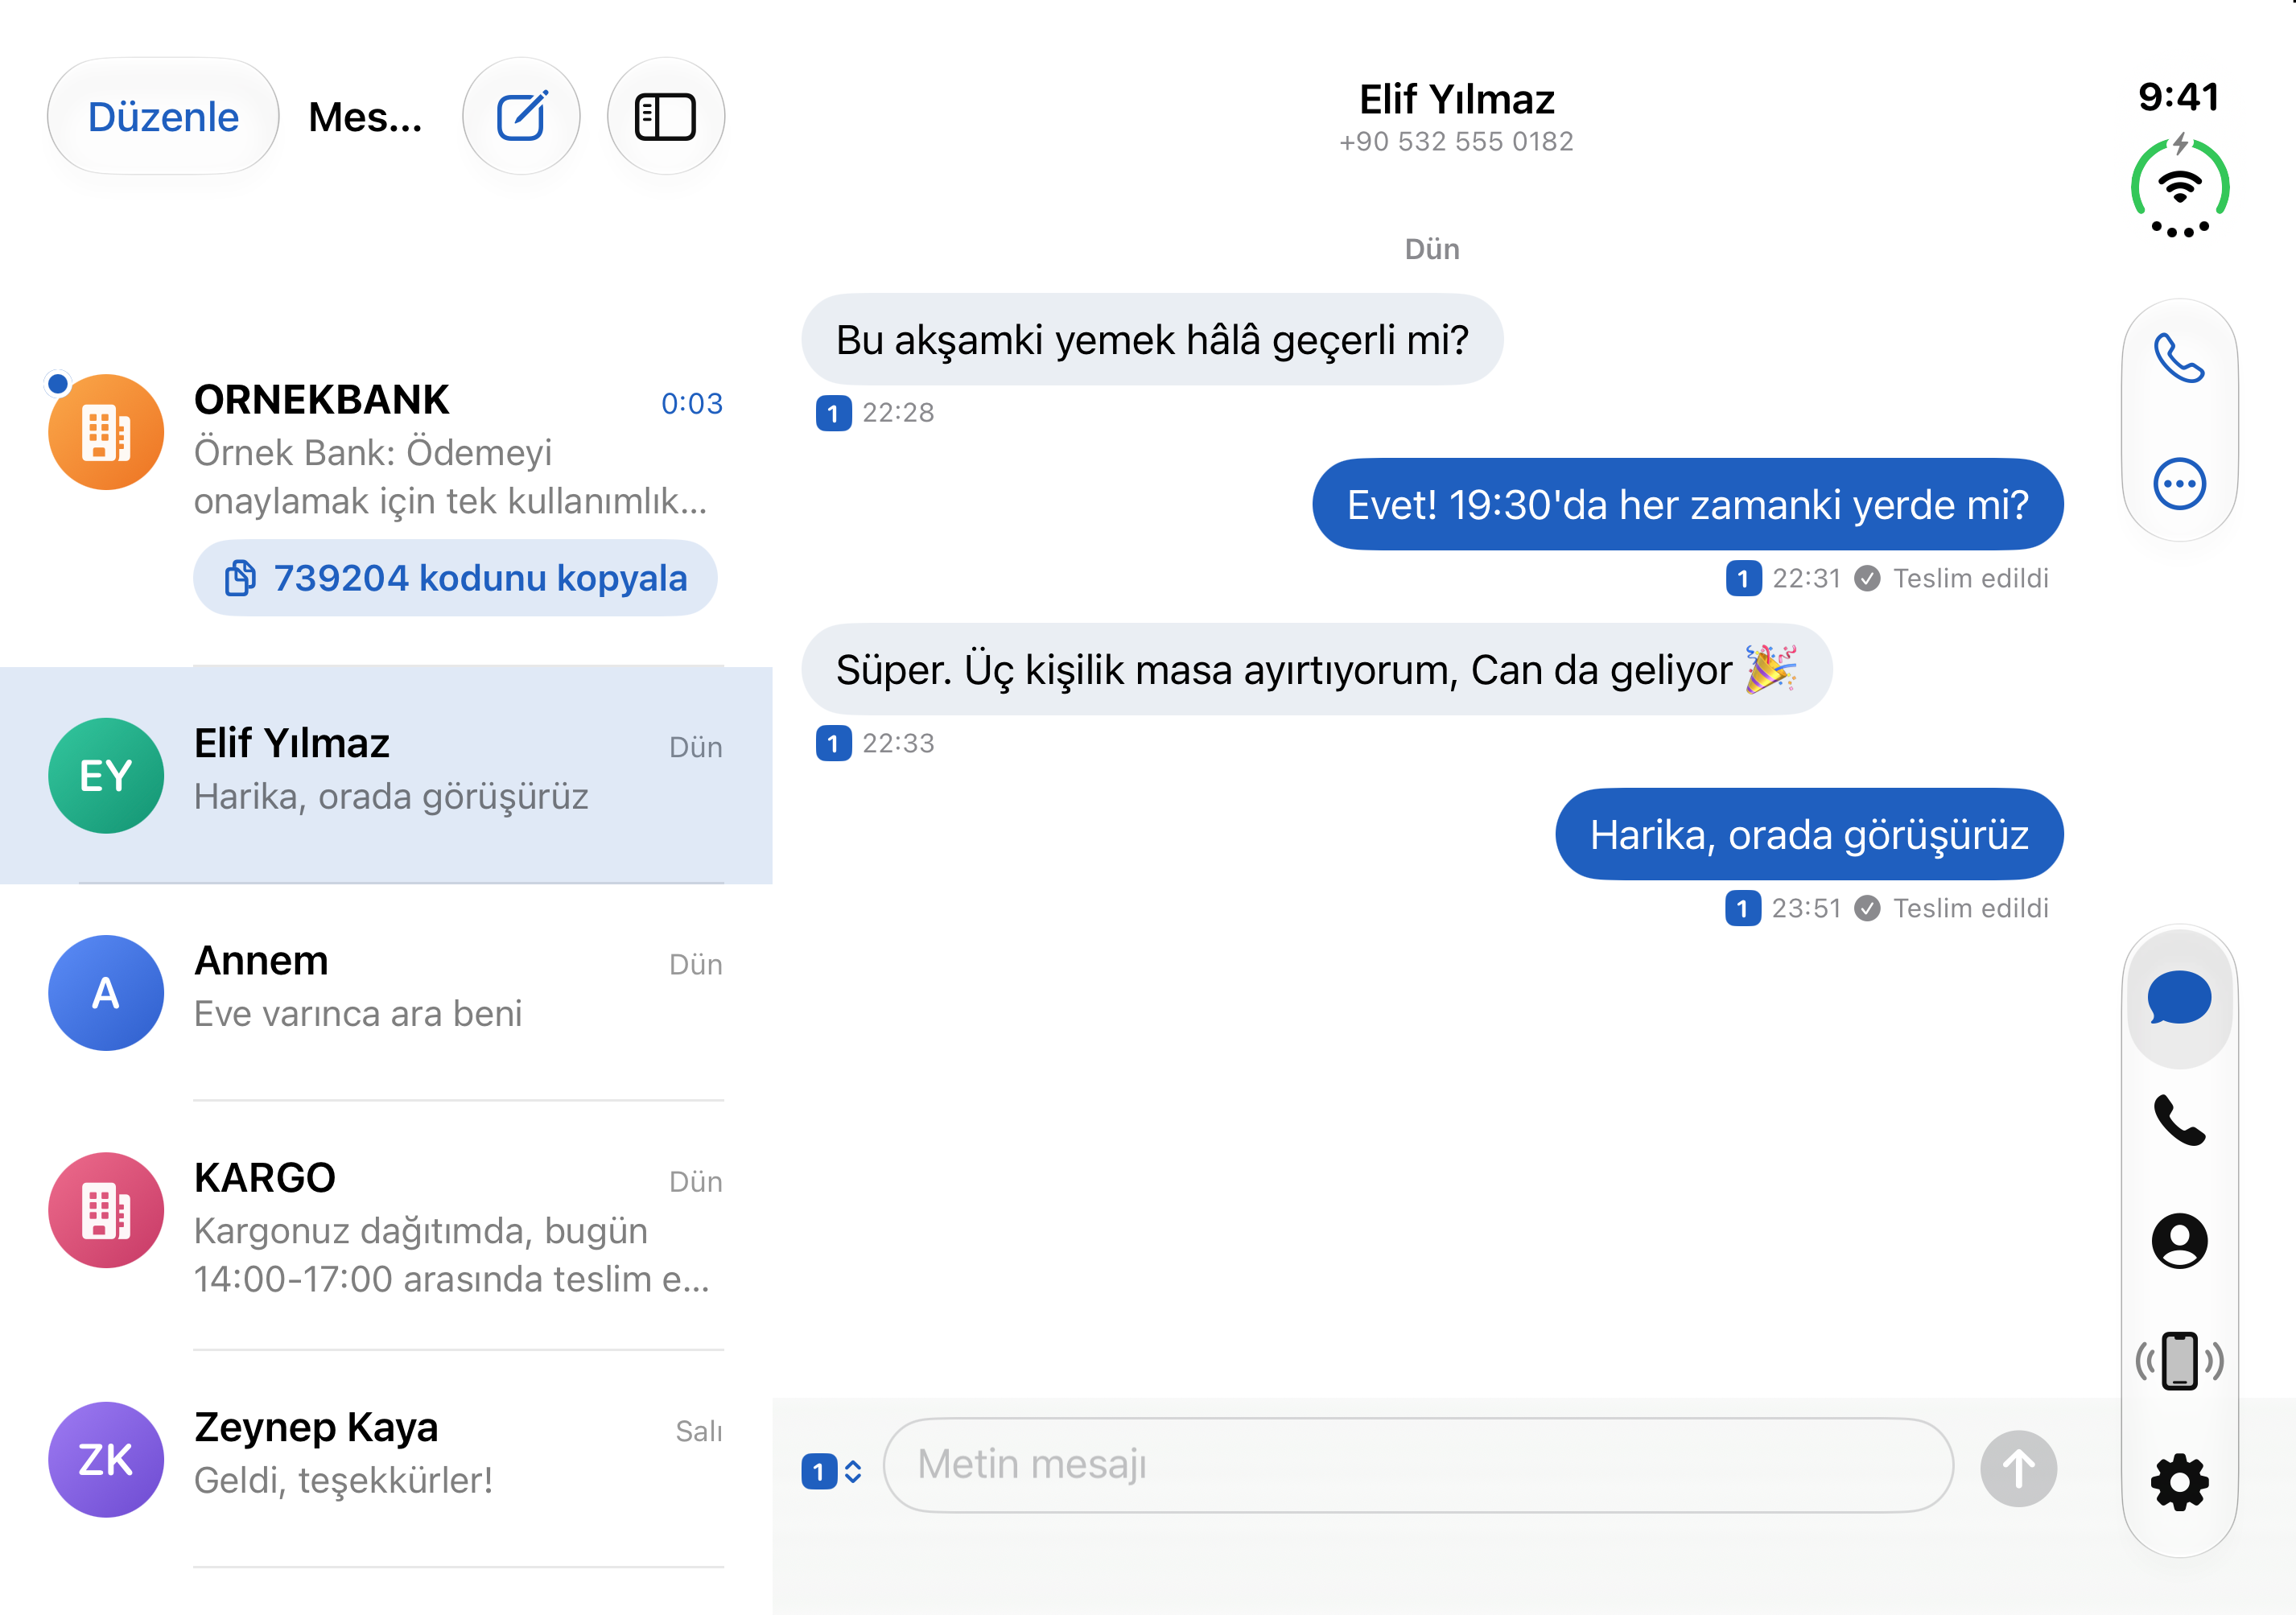 Düzenle
Mes...
ORNEKBANK
0:03
Örnek Bank: Ödemeyi
onaylamak için tek kullanımlık...
739204 kodunu kopyala
EY
Elif Yılmaz
Dün
Harika, orada görüşürüz
A
Annem
Dün
Eve varınca ara beni
KARGO
Dün
Kargonuz dağıtımda, bugün
14:00-17:00 arasında teslim e...
ZK
Zeynep Kaya
Salı
Geldi, teşekkürler!
Elif Yılmaz
+90 532 555 0182
Dün
Bu akşamki yemek hâlâ geçerli mi?
1 22:28
Evet! 19:30'da her zamanki yerde mi?
1 22:31 Teslim edildi
Süper. Üç kişilik masa ayırtıyorum, Can da geliyor 🎉
1 22:33
Harika, orada görüşürüz
1 23:51 Teslim edildi
1
Metin mesajı
9:41